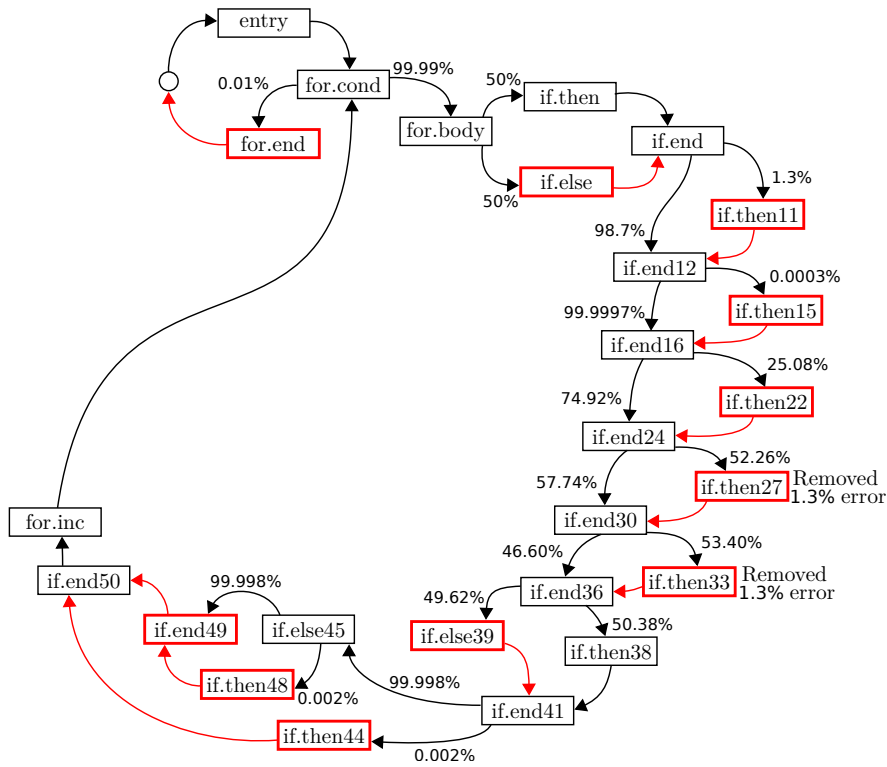 entry
99.99%
0.01%
for.cond
50%
if.then
for.body
if.end
for.end
50%
if.else
1.3%
if.then11
98.7%
if.end12
0.0003%
if.then15
99.9997%
if.end16
25.08%
74.92%
if.then22
if.end24
52.26%
57.74%
if.then27
Removed
1.3% error
if.end30
for.inc
46.60%
53.40%
if.end50
if.end36
if.then33
Removed
1.3% error
99.998%
49.62%
if.end49
if.else45
if.else39
50.38%
if.then38
if.then48
99.998%
0.002%
if.end41
if.then44
0.002%